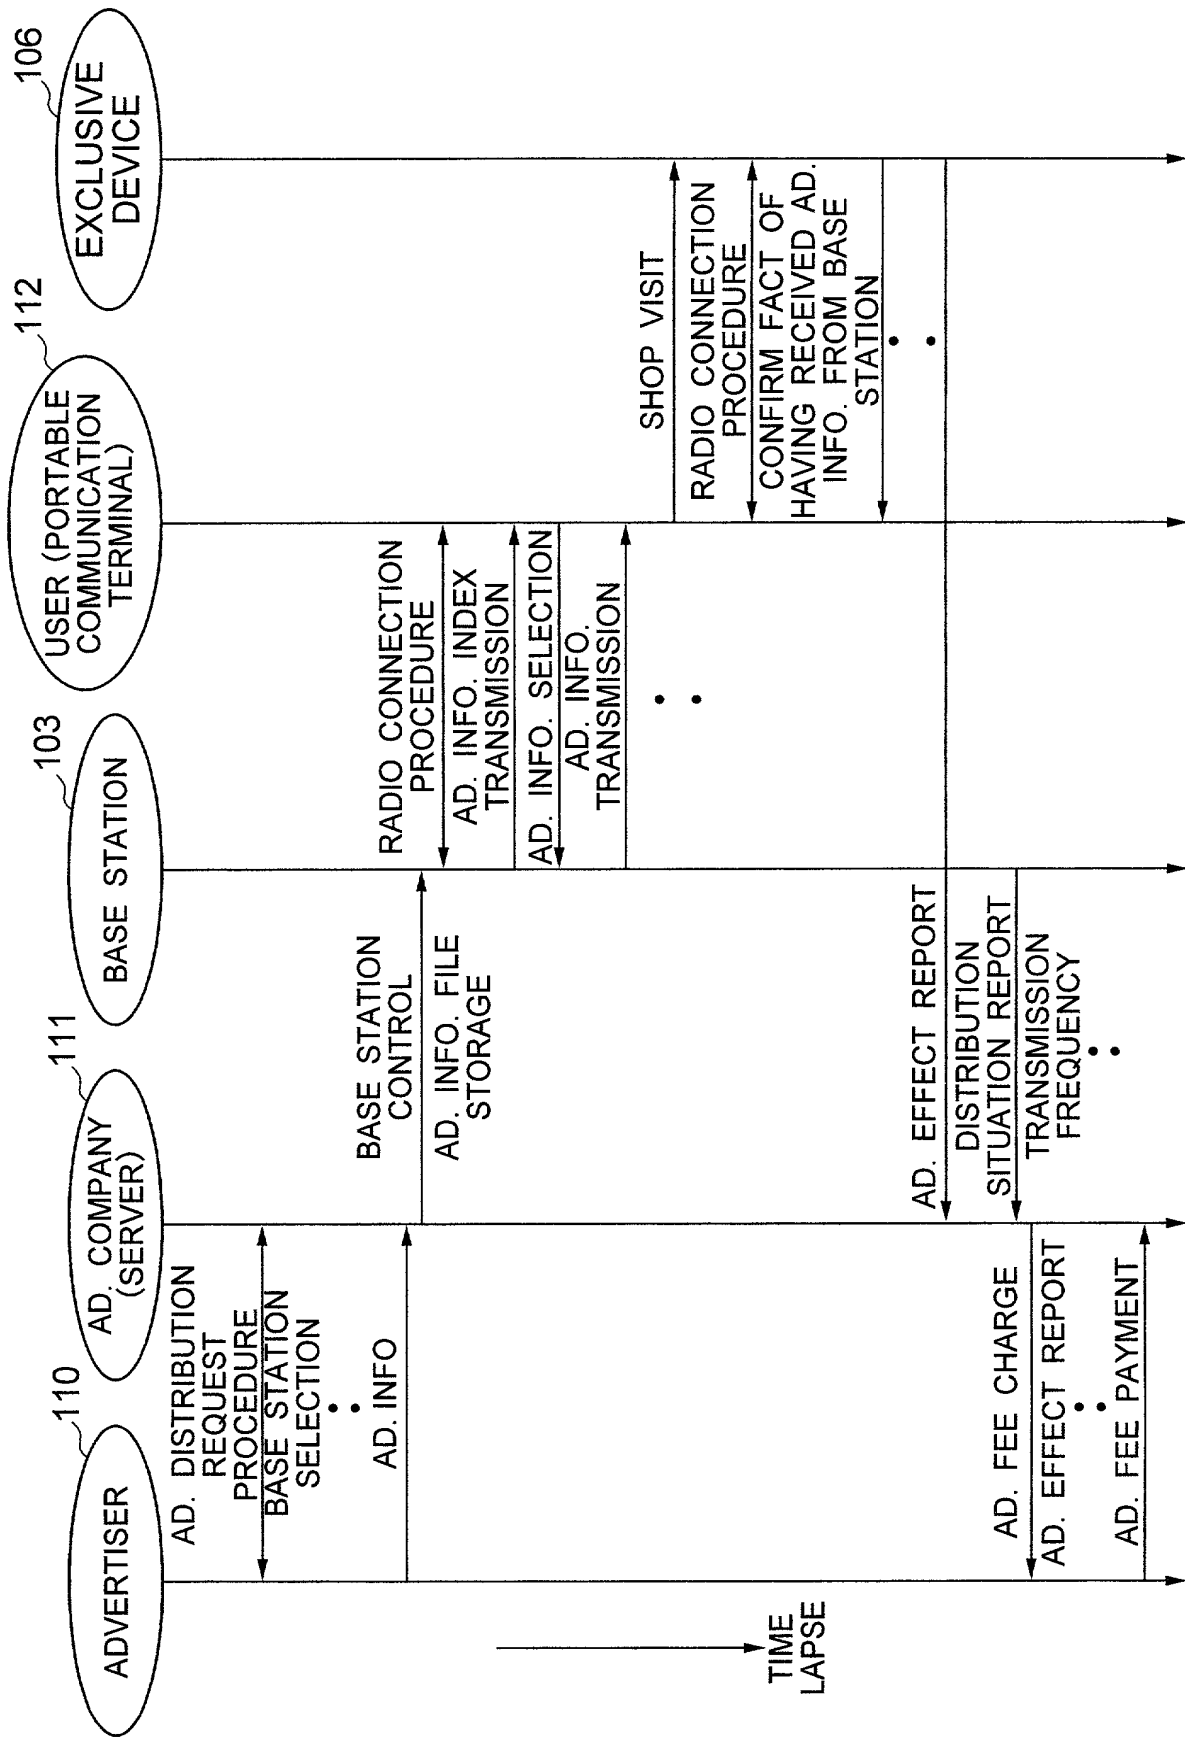 110
ADVERTISER
111
AD. COMPANY
(SERVER)
103
BASE STATION
112
USER (PORTABLE
COMMUNICATION
TERMINAL)
106
EXCLUSIVE
DEVICE
AD. DISTRIBUTION
REQUEST
PROCEDURE
BASE STATION
SELECTION
AD. INFO
BASE STATION
CONTROL
AD. INFO. FILE
STORAGE
RADIO CONNECTION
PROCEDURE
AD. INFO. INDEX
TRANSMISSION
AD. INFO. SELECTION
AD. INFO.
TRANSMISSION
SHOP VISIT
RADIO CONNECTION
PROCEDURE
CONFIRM FACT OF
HAVING RECEIVED AD.
INFO. FROM BASE
STATION
AD. EFFECT REPORT
DISTRIBUTION
SITUATION REPORT
TRANSMISSION
FREQUENCY
AD. FEE CHARGE
AD. EFFECT REPORT
AD. FEE PAYMENT
TIME
LAPSE